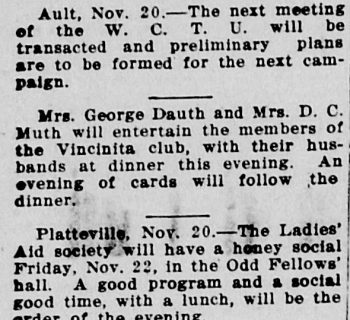 Ault, Nov. 20.—The next meeting
of the W. C. T. U. will be
transacted and preliminary plans
are to be formed for the next cam-
paign.
Mrs. George Dauth and Mrs. D. C.
Muth will entertain the members of
the Vincinita club, with their hus-
bands at dinner this evening. An
evening of cards will follow the
dinner.
Platteville, Nov. 20.—The Ladies'
Aid society will have a honey social
Friday, Nov. 22, in the Odd Fellows'
hall. A good program and a social
good time, with a lunch, will be the
order of the evening